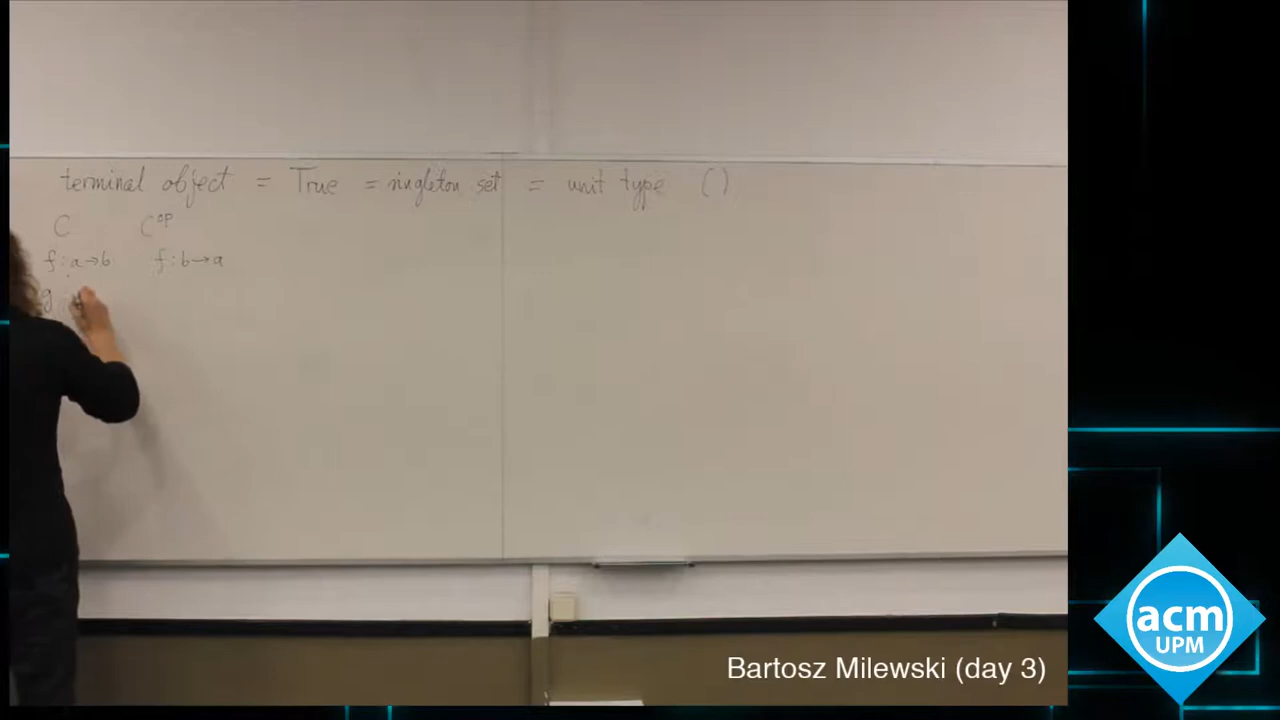 terminal object = True = singleton set = unit type ()
C C^op
f : a → b f : b → a
g :
acm
UPM
Bartosz Milewski (day 3)